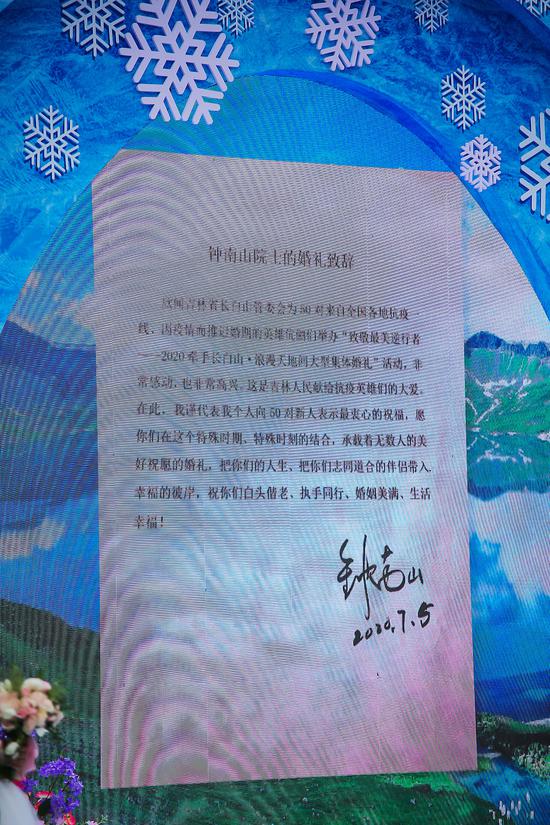 钟南山院士的婚礼致辞
欣闻吉林省长白山管委会为50对来自全国各地抗疫一
线、因疫情而推迟婚期的英雄伉俪们举办“致敬最美逆行者
——2020牵手长白山·浪漫天地间大型集体婚礼”活动，非
常感动，也非常高兴。这是吉林人民献给抗疫英雄们的大爱。
在此，我谨代表我个人向50对新人表示最衷心的祝福，愿
你们在这个特殊时期、特殊时刻的结合，承载着无数人的美
好祝愿的婚礼，把你们的人生、把你们志同道合的伴侣带入
幸福的彼岸，祝你们白头偕老、执手同行、婚姻美满、生活
幸福！
钟南山
2020.7.5